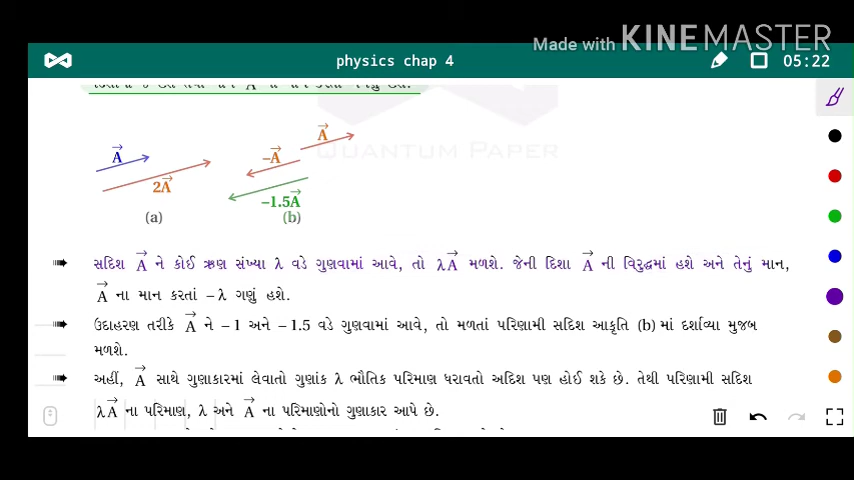 Made with KINEMASTER
physics chap 4
05:22
QUANTUM PAPER
A⃗
2A⃗
(a)
A⃗
–A⃗
–1.5A⃗
(b)
સદિશ A⃗ ને કોઈ ઋણ સંખ્યા λ વડે ગુણવામાં આવે, તો λA⃗ મળશે. જેની દિશા A⃗ ની વિરુદ્ધમાં હશે અને તેનું માન,
A⃗ ના માન કરતાં – λ ગણું હશે.
ઉદાહરણ તરીકે A⃗ ને – 1 અને – 1.5 વડે ગુણવામાં આવે, તો મળતાં પરિણામી સદિશ આકૃતિ (b) માં દર્શાવ્યા મુજબ
મળશે.
અહીં, A⃗ સાથે ગુણાકારમાં લેવાતો ગુણાંક λ ભૌતિક પરિમાણ ધરાવતો અદિશ પણ હોઈ શકે છે. તેથી પરિણામી સદિશ
λA⃗ ના પરિમાણ, λ અને A⃗ ના પરિમાણોનો ગુણાકાર આપે છે.